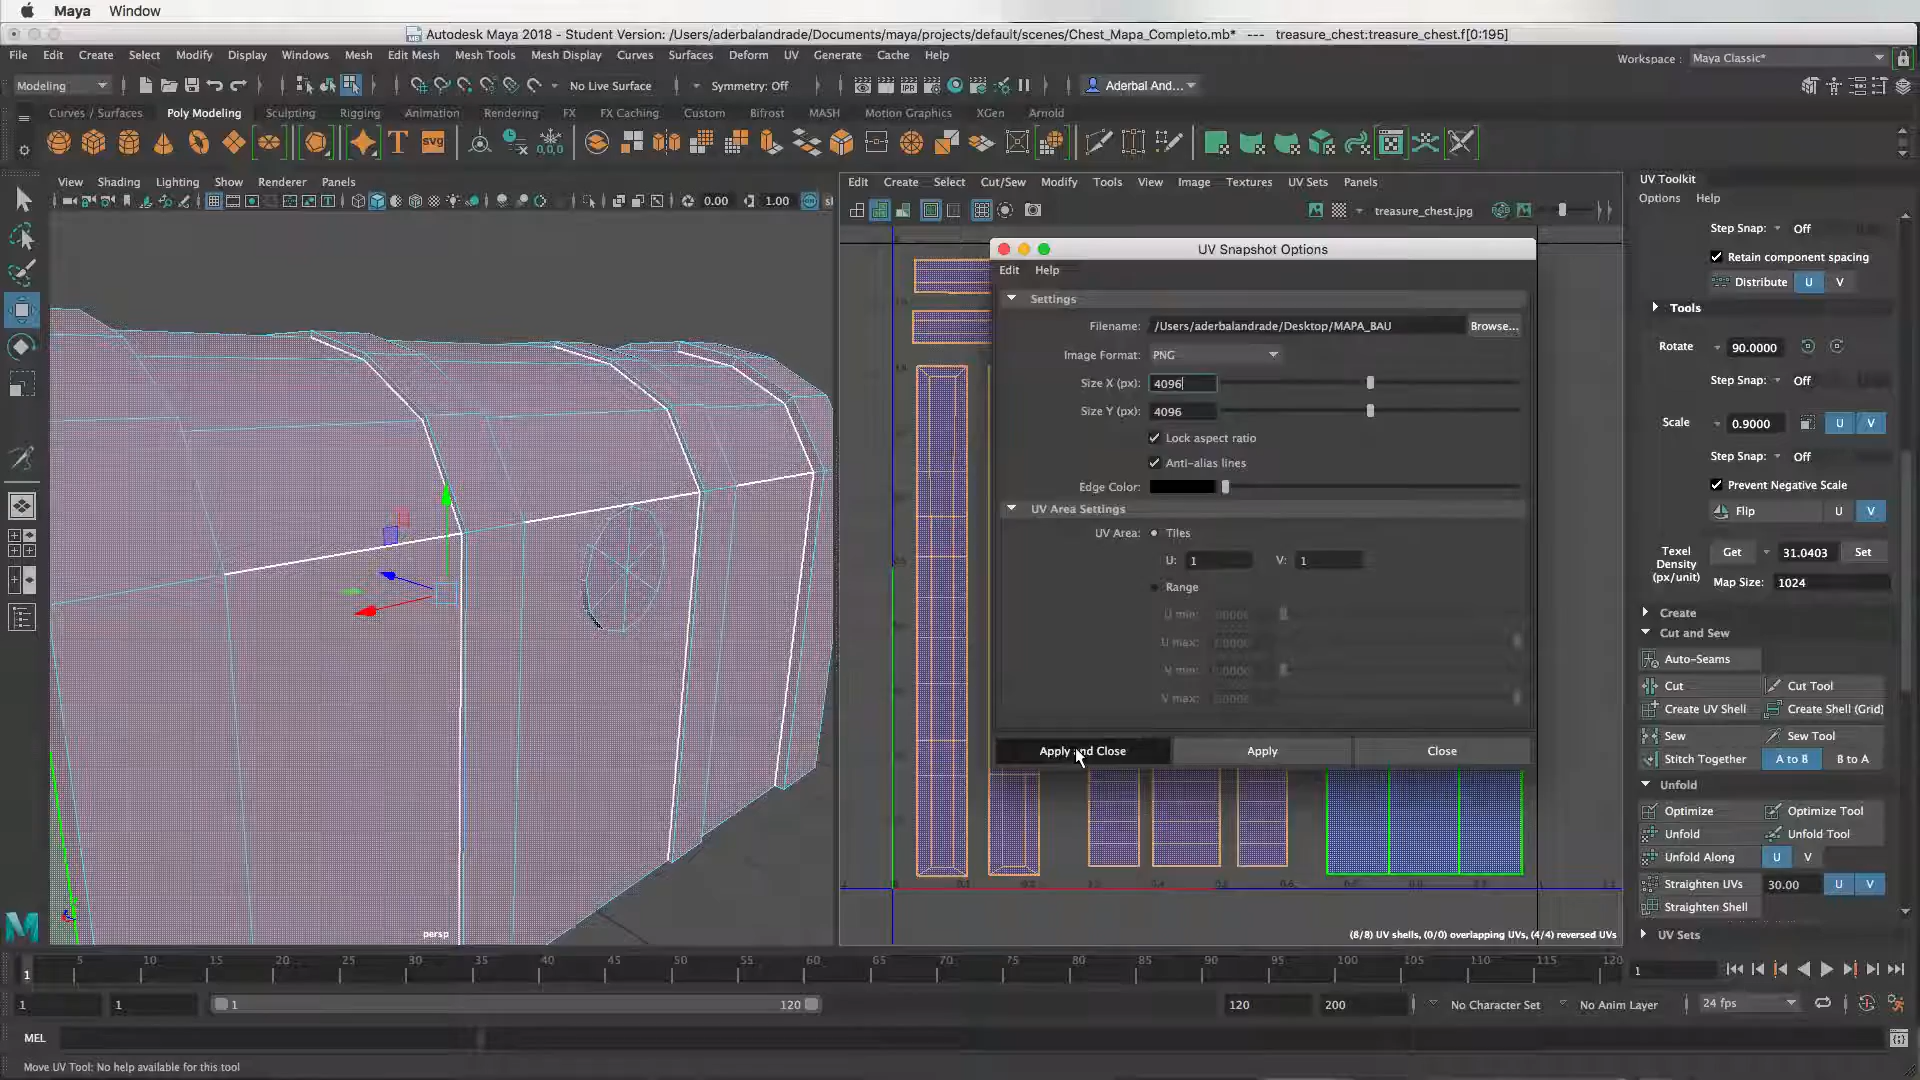 Maya Window
Autodesk Maya 2018 - Student Version: /Users/aderbalandrade/Documents/maya/projects/default/scenes/Chest_Mapa_Completo.mb* --- treasure_chest:treasure_chest.f[0:195]
File Edit Create Select Modify Display Windows Mesh Edit Mesh Mesh Tools Mesh Display Curves Surfaces Deform UV Generate Cache Help
Workspace : Maya Classic*
Modeling No Live Surface Symmetry: Off Aderbal And...
Curves / Surfaces Poly Modeling Sculpting Rigging Animation Rendering FX FX Caching Custom Bifrost MASH Motion Graphics XGen Arnold
View Shading Lighting Show Renderer Panels
0.00 1.00
Edit Create Select Cut/Sew Modify Tools View Image Textures UV Sets Panels
treasure_chest.jpg
UV Snapshot Options
Edit Help
Settings
Filename: /Users/aderbalandrade/Desktop/MAPA_BAU Browse...
Image Format: PNG
Size X (px): 4096
Size Y (px): 4096
Lock aspect ratio
Anti-alias lines
Edge Color:
UV Area Settings
UV Area: Tiles
U: 1 V: 1
Range
U min: 0.0000
U max: 1.0000
V min: 0.0000
V max: 0.0000
Apply and Close Apply Close
persp
(8/8) UV shells, (0/0) overlapping UVs, (4/4) reversed UVs
UV Toolkit
Options Help
Step Snap: Off
Retain component spacing
Distribute U V
Tools
Rotate 90.0000
Step Snap: Off
Scale 0.9000 U V
Step Snap: Off
Prevent Negative Scale
Flip U V
Texel Density (px/unit) Get 31.0403 Set
Map Size: 1024
Create
Cut and Sew
Auto-Seams
Cut Cut Tool
Create UV Shell Create Shell (Grid)
Sew Sew Tool
Stitch Together A to B B to A
Unfold
Optimize Optimize Tool
Unfold Unfold Tool
Unfold Along U V
Straighten UVs 30.00 U V
Straighten Shell
UV Sets
1 5 10 15 20 25 30 35 40 45 50 55 60 65 70 75 80 85 90 95 100 105 110 115 120
1
1 1 1 120 120 200 No Character Set No Anim Layer 24 fps
MEL
Move UV Tool: No help available for this tool